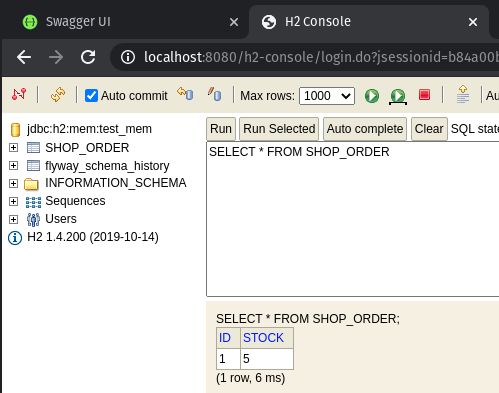 Swagger UI
H2 Console
localhost:8080/h2-console/login.do?jsessionid=b84a00b
Auto commit
Max rows: 1000
Au
jdbc:h2:mem:test_mem
SHOP_ORDER
flyway_schema_history
INFORMATION_SCHEMA
Sequences
Users
H2 1.4.200 (2019-10-14)
Run Run Selected Auto complete Clear SQL state
SELECT * FROM SHOP_ORDER
SELECT * FROM SHOP_ORDER;
ID STOCK
1 5
(1 row, 6 ms)